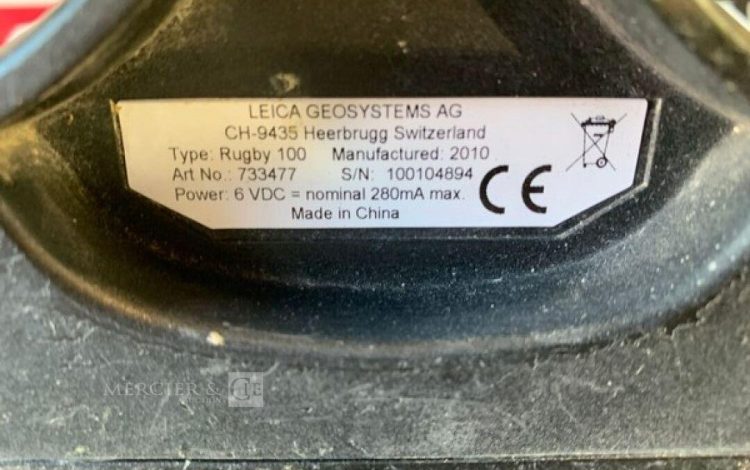 LEICA GEOSYSTEMS AG
CH-9435 Heerbrugg Switzerland
Type: Rugby 100 Manufactured: 2010
Art No.: 733477 S/N: 100104894
Power: 6 VDC = nominal 280mA max.
Made in China
CE
MERCIER & CIE